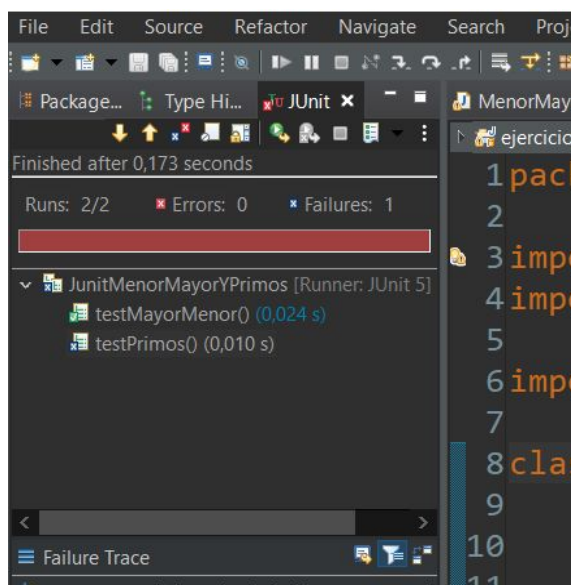 File Edit Source Refactor Navigate Search Proj
Package... Type Hi... JUnit MenorMay
ejercicio
Finished after 0,173 seconds
Runs: 2/2 Errors: 0 Failures: 1
JunitMenorMayorYPrimos [Runner: JUnit 5]
testMayorMenor() (0,024 s)
testPrimos() (0,010 s)
Failure Trace
1 pac
2
3 impo
4 impo
5
6 impo
7
8 cla
9
10
11